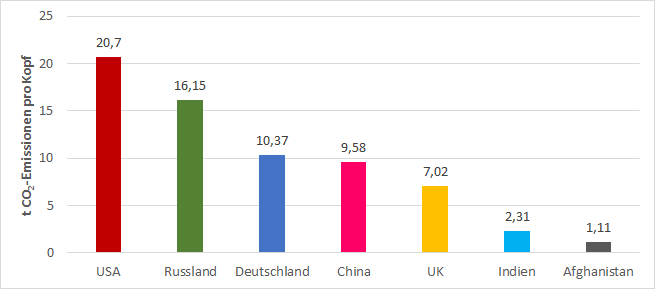 t CO₂-Emissionen pro Kopf
25
20
15
10
5
0
20,7
16,15
10,37
9,58
7,02
2,31
1,11
USA
Russland
Deutschland
China
UK
Indien
Afghanistan